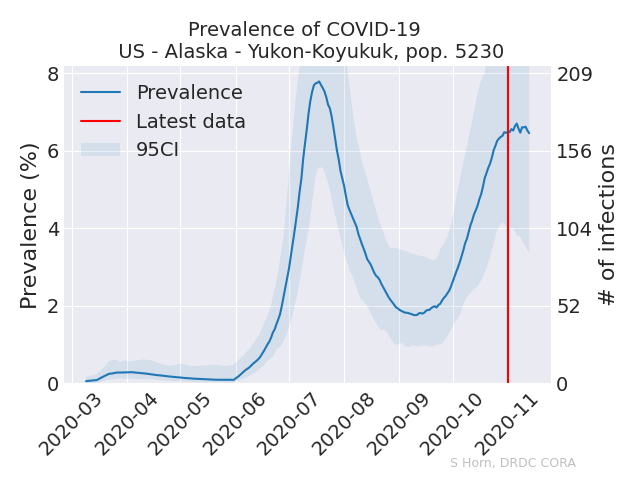 Prevalence of COVID-19
US - Alaska - Yukon-Koyukuk, pop. 5230
Prevalence
Latest data
95CI
Prevalence (%)
8
6
4
2
0
209
156
104
52
0
# of infections
2020-03
2020-04
2020-05
2020-06
2020-07
2020-08
2020-09
2020-10
2020-11
S Horn, DRDC CORA